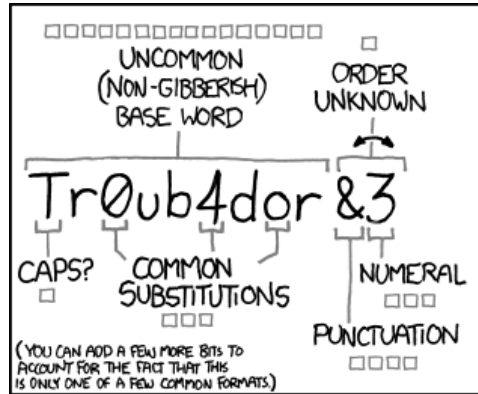 UNCOMMON
(NON-GIBBERISH)
BASE WORD
ORDER
UNKNOWN
Tr0ub4dor &3
CAPS?
COMMON
SUBSTITUTIONS
NUMERAL
PUNCTUATION
(YOU CAN ADD A FEW MORE BITS TO
ACCOUNT FOR THE FACT THAT THIS
IS ONLY ONE OF A FEW COMMON FORMATS.)